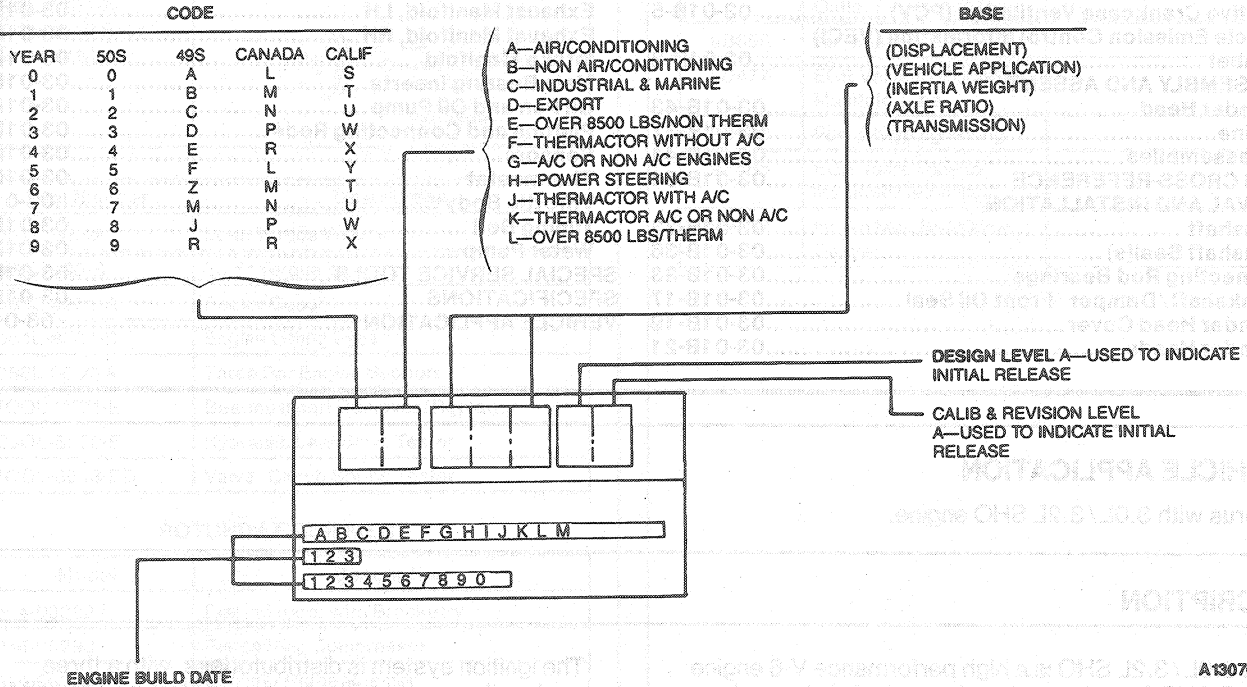 CODE
YEAR 50S 49S CANADA CALIF
0 0 A L S
1 1 B M T
2 2 C N U
3 3 D P W
4 4 E R X
5 5 F L Y
6 6 Z M T
7 7 M N U
8 8 J P W
9 9 R R X
A—AIR/CONDITIONING
B—NON AIR/CONDITIONING
C—INDUSTRIAL & MARINE
D—EXPORT
E—OVER 8500 LBS/NON THERM
F—THERMACTOR WITHOUT A/C
G—A/C OR NON A/C ENGINES
H—POWER STEERING
J—THERMACTOR WITH A/C
K—THERMACTOR A/C OR NON A/C
L—OVER 8500 LBS/THERM
BASE
(DISPLACEMENT)
(VEHICLE APPLICATION)
(INERTIA WEIGHT)
(AXLE RATIO)
(TRANSMISSION)
DESIGN LEVEL A—USED TO INDICATE
INITIAL RELEASE
CALIB & REVISION LEVEL
A—USED TO INDICATE INITIAL
RELEASE
A B C D E F G H I J K L M
1 2 3
1 2 3 4 5 6 7 8 9 0
ENGINE BUILD DATE
A1307